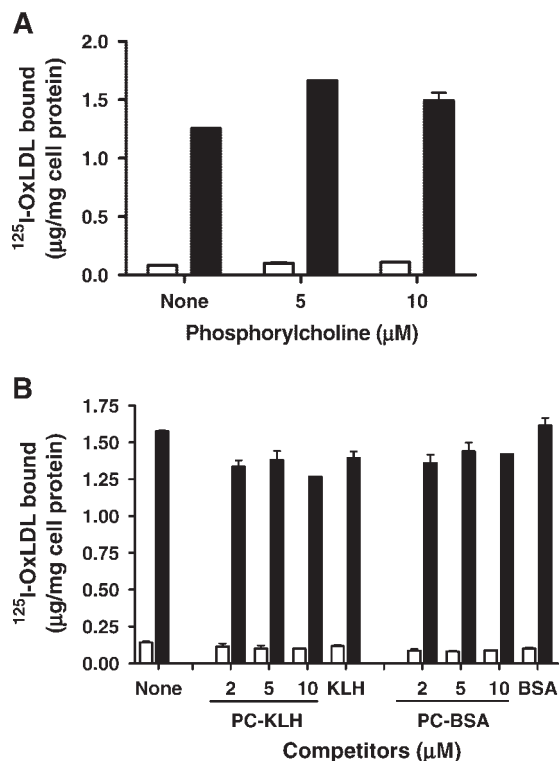 A
2.0
1.5
1.0
0.5
0.0
¹²⁵I-OxLDL bound
(µg/mg cell protein)
None 5 10
Phosphorylcholine (µM)
B
1.75
1.50
1.25
1.00
0.75
0.50
0.25
0.00
¹²⁵I-OxLDL bound
(µg/mg cell protein)
None 2 5 10 KLH 2 5 10 BSA
PC-KLH PC-BSA
Competitors (µM)